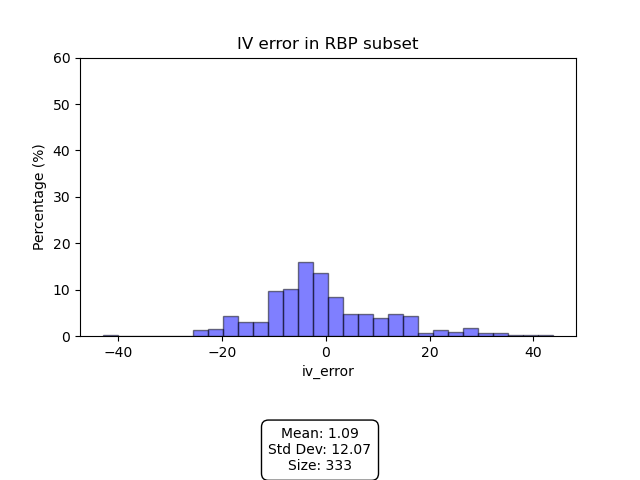 IV error in RBP subset
60
50
40
30
20
10
0
Percentage (%)
−40
−20
0
20
40
iv_error
Mean: 1.09
Std Dev: 12.07
Size: 333